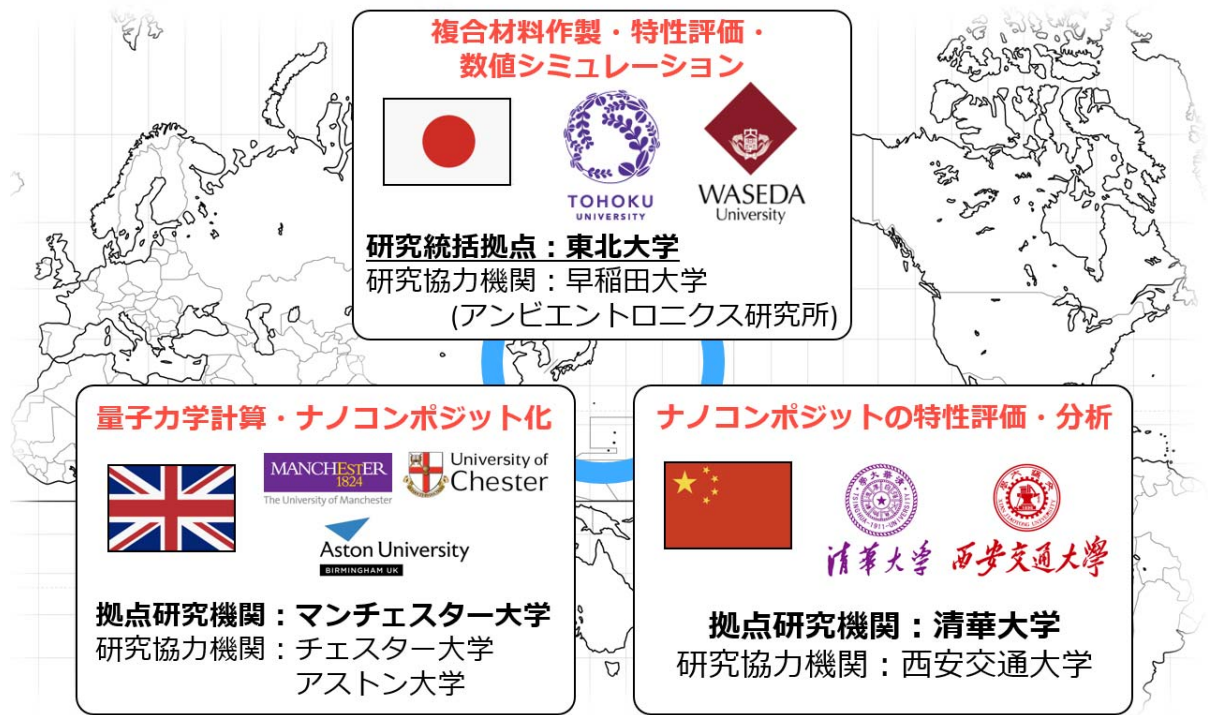 複合材料作製・特性評価・
数値シミュレーション
TOHOKU
UNIVERSITY
WASEDA
University
研究統括拠点：東北大学
研究協力機関：早稲田大学
(アンビエントロニクス研究所)
量子力学計算・ナノコンポジット化
MANCHESTER
1824
The University of Manchester
University of
Chester
Aston University
BIRMINGHAM UK
拠点研究機関：マンチェスター大学
研究協力機関：チェスター大学
アストン大学
ナノコンポジットの特性評価・分析
清華大学
西安交通大學
拠点研究機関：清華大学
研究協力機関：西安交通大学